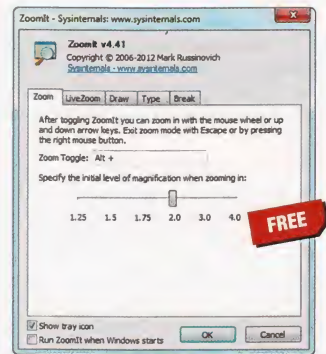 ZoomIt - Sysinternals: www.sysinternals.com
ZoomIt v4.41
Copyright © 2006-2012 Mark Russinovich
Sysinternals - www.sysinternals.com
Zoom LiveZoom Draw Type Break
After toggling ZoomIt you can zoom in with the mouse wheel or up
and down arrow keys. Exit zoom mode with Escape or by pressing
the right mouse button.
Zoom Toggle: Alt +
Specify the initial level of magnification when zooming in:
1.25 1.5 1.75 2.0 3.0 4.0
FREE
Show tray icon
Run ZoomIt when Windows starts
OK Cancel